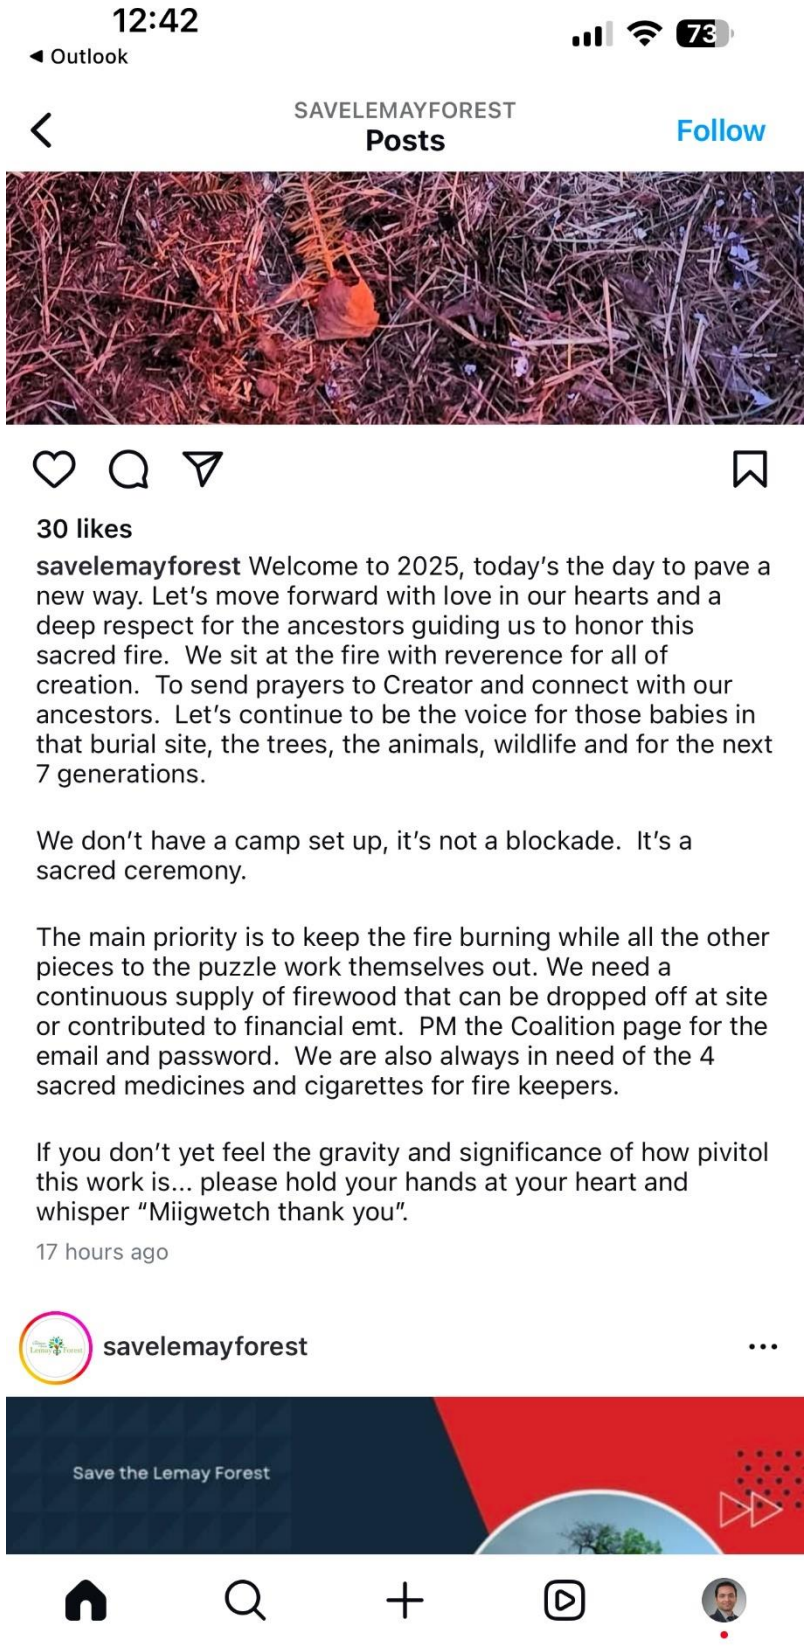 12:42
73
◀ Outlook
SAVELEMAYFOREST
Posts
Follow
30 likes
savelemayforest Welcome to 2025, today’s the day to pave a
new way. Let’s move forward with love in our hearts and a
deep respect for the ancestors guiding us to honor this
sacred fire.  We sit at the fire with reverence for all of
creation.  To send prayers to Creator and connect with our
ancestors.  Let’s continue to be the voice for those babies in
that burial site, the trees, the animals, wildlife and for the next
7 generations.
We don’t have a camp set up, it’s not a blockade.  It’s a
sacred ceremony.
The main priority is to keep the fire burning while all the other
pieces to the puzzle work themselves out. We need a
continuous supply of firewood that can be dropped off at site
or contributed to financial emt.  PM the Coalition page for the
email and password.  We are also always in need of the 4
sacred medicines and cigarettes for fire keepers.
If you don’t yet feel the gravity and significance of how pivitol
this work is... please hold your hands at your heart and
whisper “Miigwetch thank you”.
17 hours ago
Lemay Forest
savelemayforest
Save the Lemay Forest